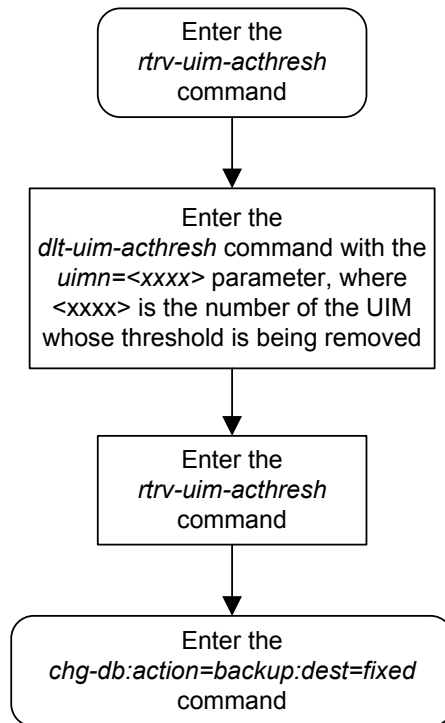 Enter the
rtrv-uim-acthresh
command
Enter the
dlt-uim-acthresh command with the
uimn=<xxxx> parameter, where
<xxxx> is the number of the UIM
whose threshold is being removed
Enter the
rtrv-uim-acthresh
command
Enter the
chg-db:action=backup:dest=fixed
command